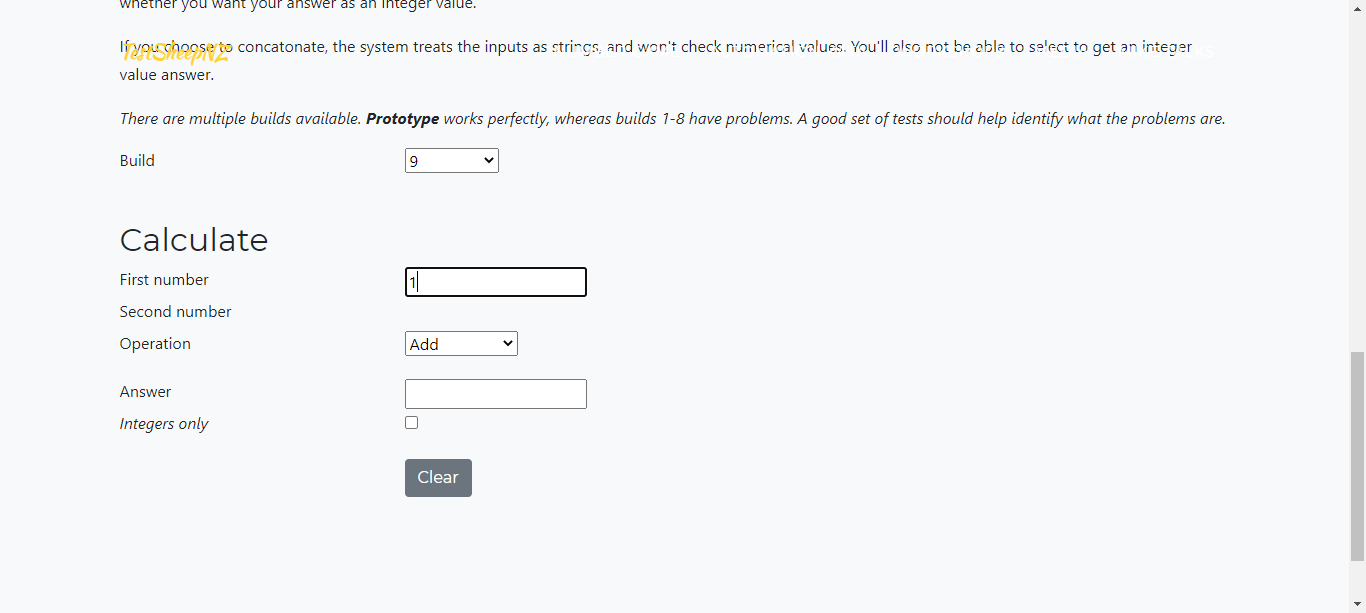 whether you want your answer as an integer value.
If you choose to concatonate, the system treats the inputs as strings, and won't check numerical values. You'll also not be able to select to get an integer
TestSheepNZ
value answer.
There are multiple builds available. Prototype works perfectly, whereas builds 1-8 have problems. A good set of tests should help identify what the problems are.
Build 9
Calculate
First number 1
Second number
Operation Add
Answer
Integers only
Clear